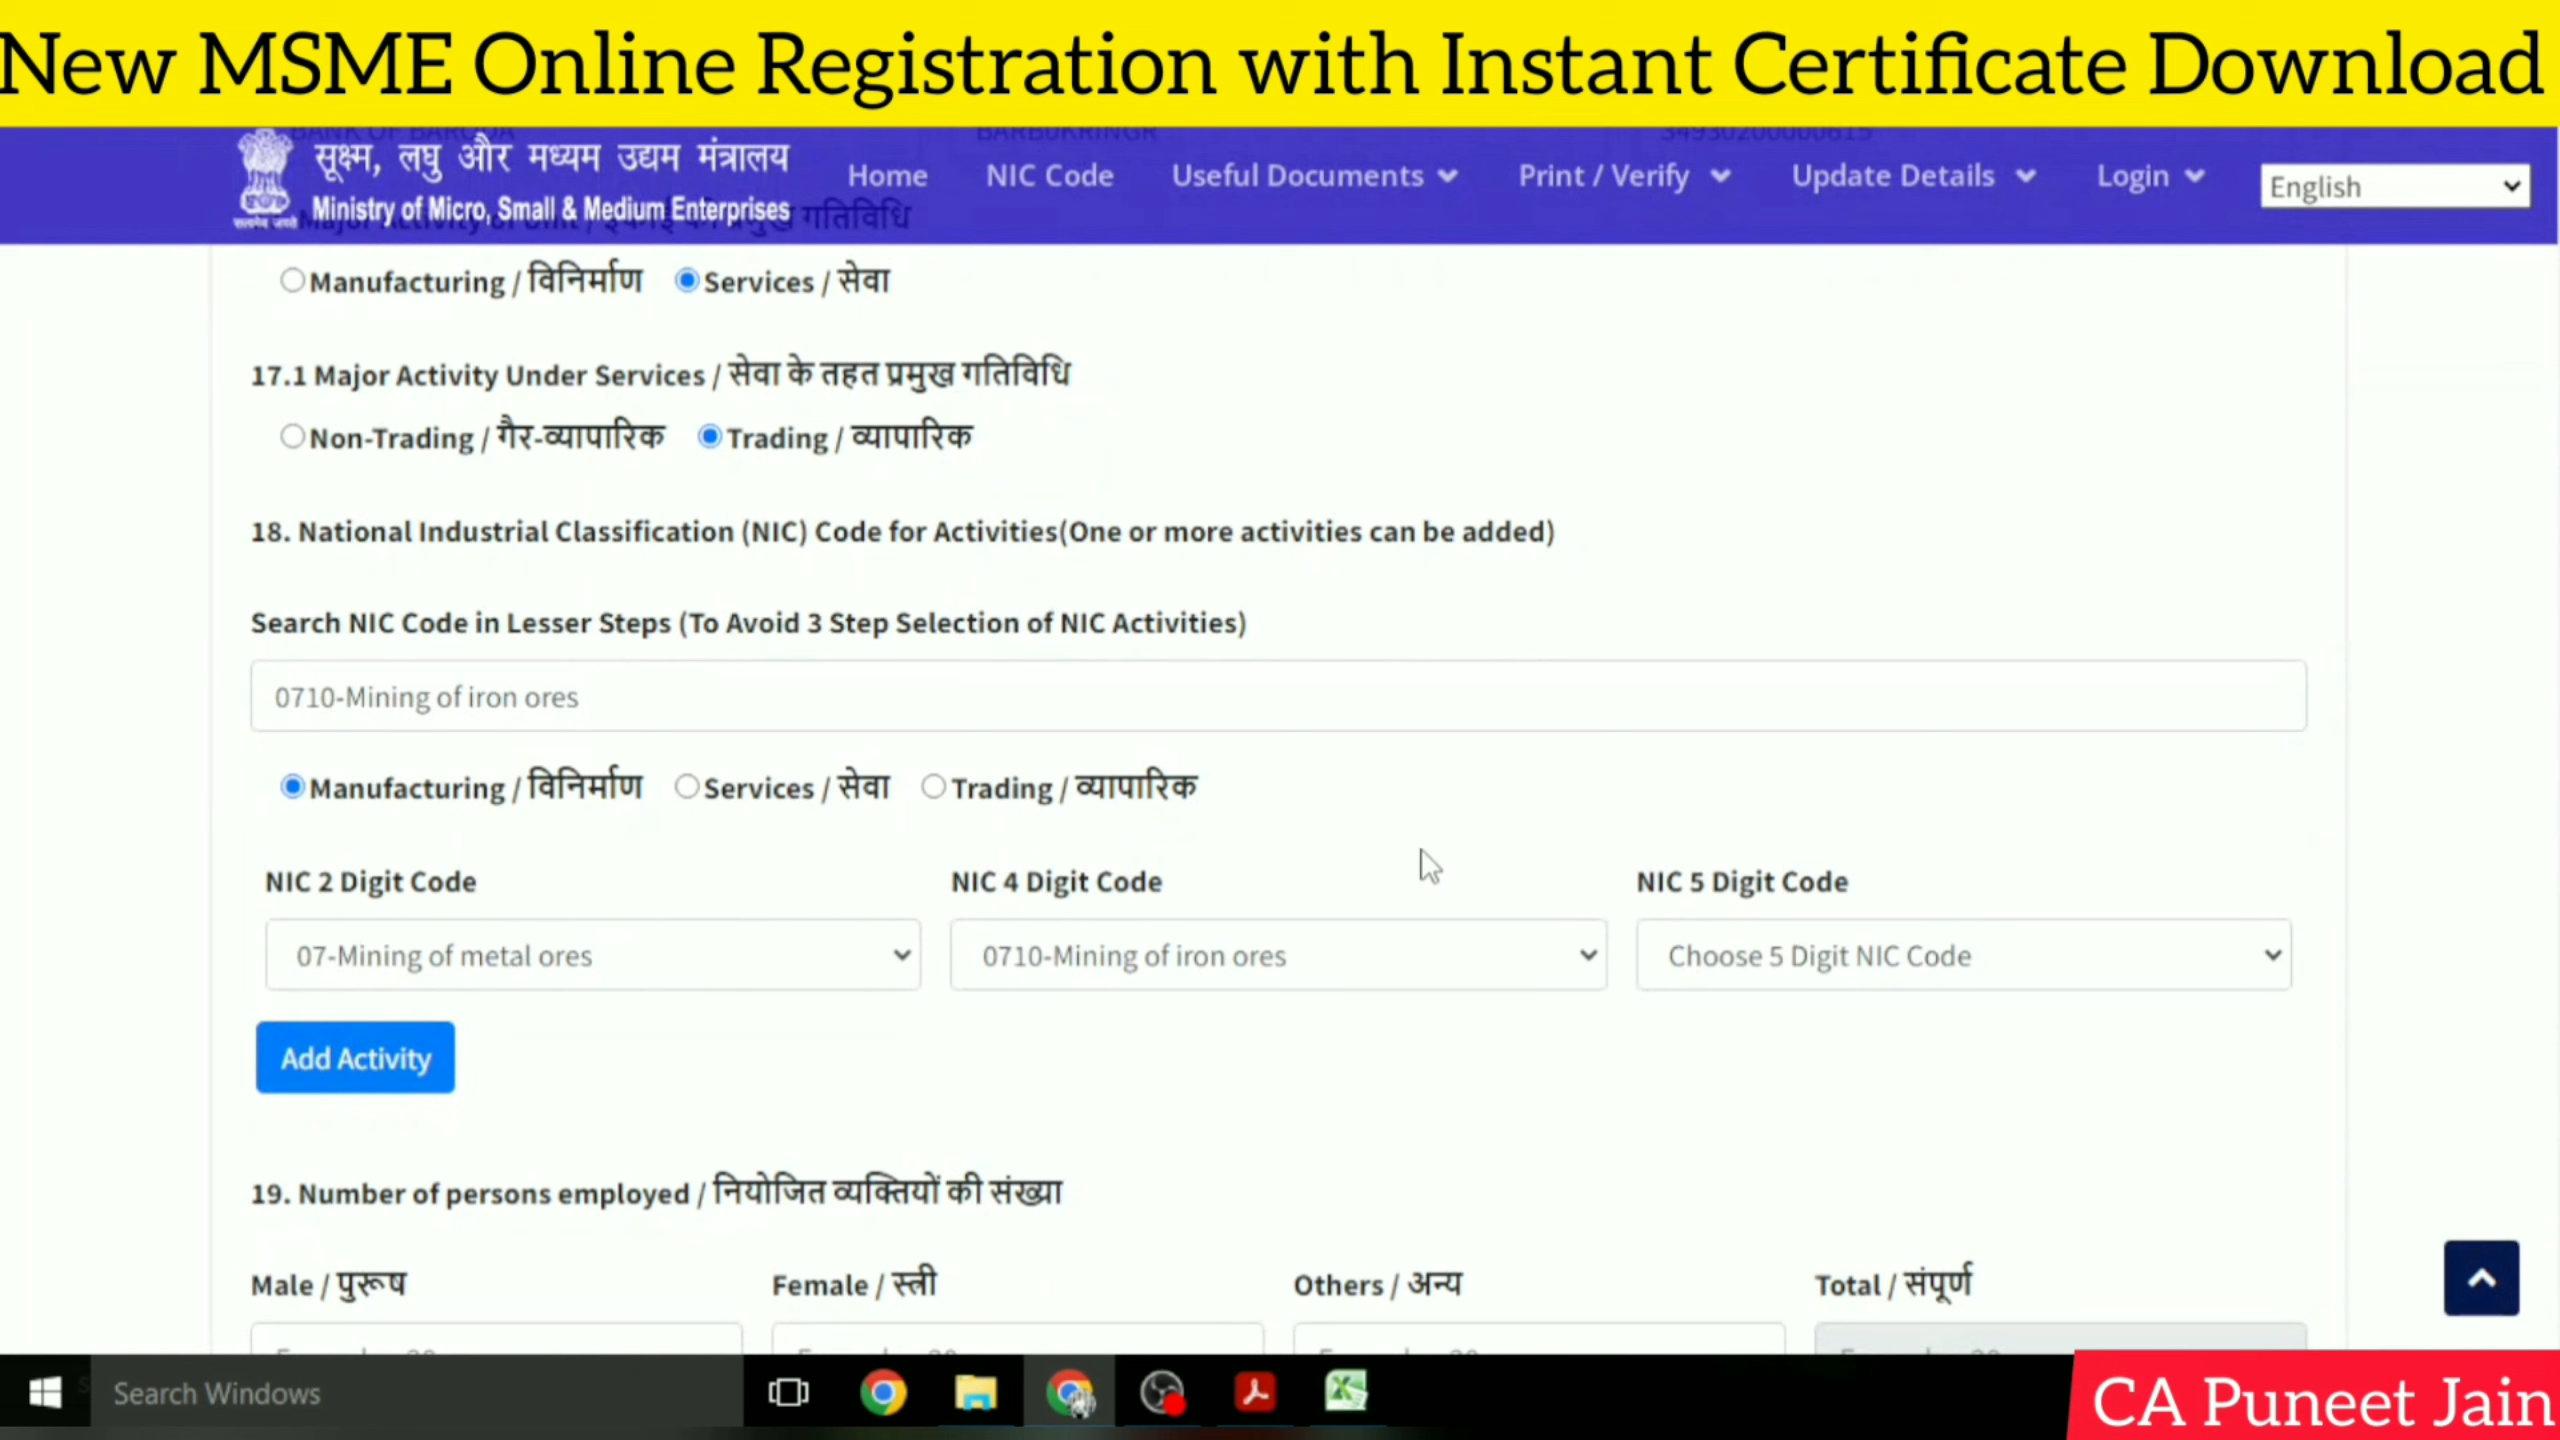 New MSME Online Registration with Instant Certificate Download
BANK OF BARODA BARB0KRINGR 34930200000615
सूक्ष्म, लघु और मध्यम उद्यम मंत्रालय
Ministry of Micro, Small & Medium Enterprises
Home NIC Code Useful Documents Print / Verify Update Details Login English
Manufacturing / विनिर्माण Services / सेवा
17.1 Major Activity Under Services / सेवा के तहत प्रमुख गतिविधि
Non-Trading / गैर-व्यापारिक Trading / व्यापारिक
18. National Industrial Classification (NIC) Code for Activities(One or more activities can be added)
Search NIC Code in Lesser Steps (To Avoid 3 Step Selection of NIC Activities)
0710-Mining of iron ores
Manufacturing / विनिर्माण Services / सेवा Trading / व्यापारिक
NIC 2 Digit Code NIC 4 Digit Code NIC 5 Digit Code
07-Mining of metal ores 0710-Mining of iron ores Choose 5 Digit NIC Code
Add Activity
19. Number of persons employed / नियोजित व्यक्तियों की संख्या
Male / पुरूष Female / स्त्री Others / अन्य Total / संपूर्ण
Search Windows
CA Puneet Jain